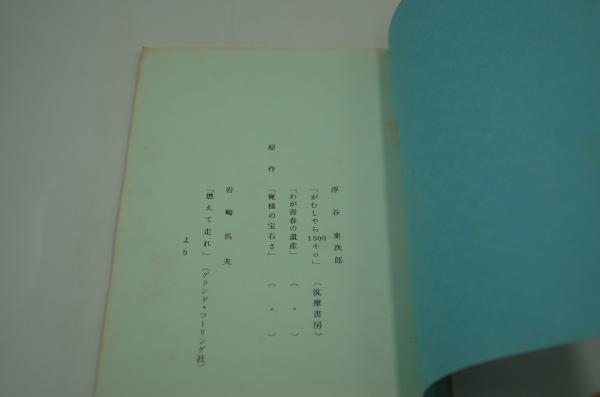 浮谷東次郎
「がむしゃら1500キロ」（筑摩書房）
「わが青春の遺産」（〃）
原作「俺様の宝石さ」（〃）
岩崎呉夫
「燃えて走れ」（グランド・ツーリング社）
より